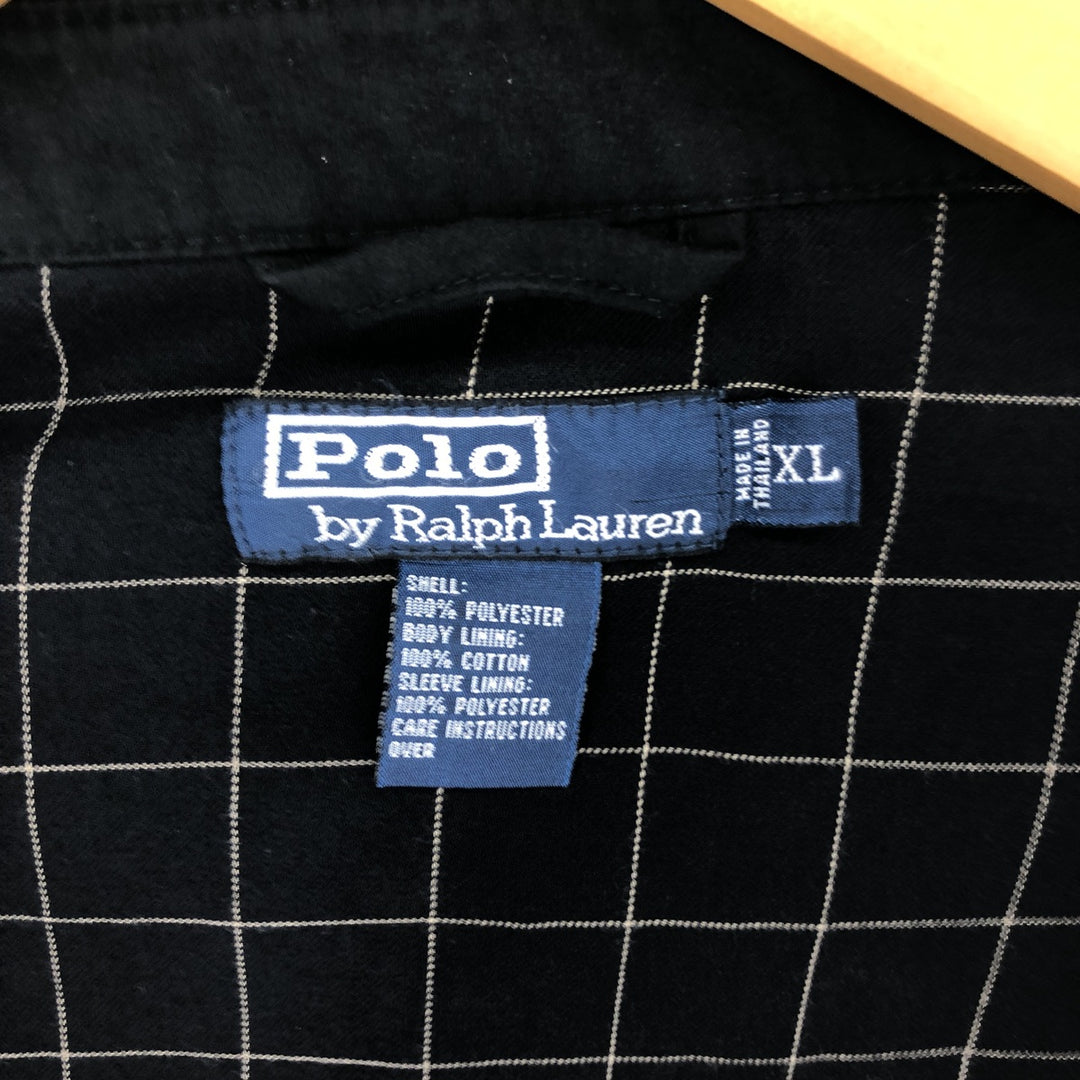 Polo
by Ralph Lauren
MADE IN
THAILAND
XL
SHELL:
100% POLYESTER
BODY LINING:
100% COTTON
SLEEVE LINING:
100% POLYESTER
CARE INSTRUCTIONS
OVER